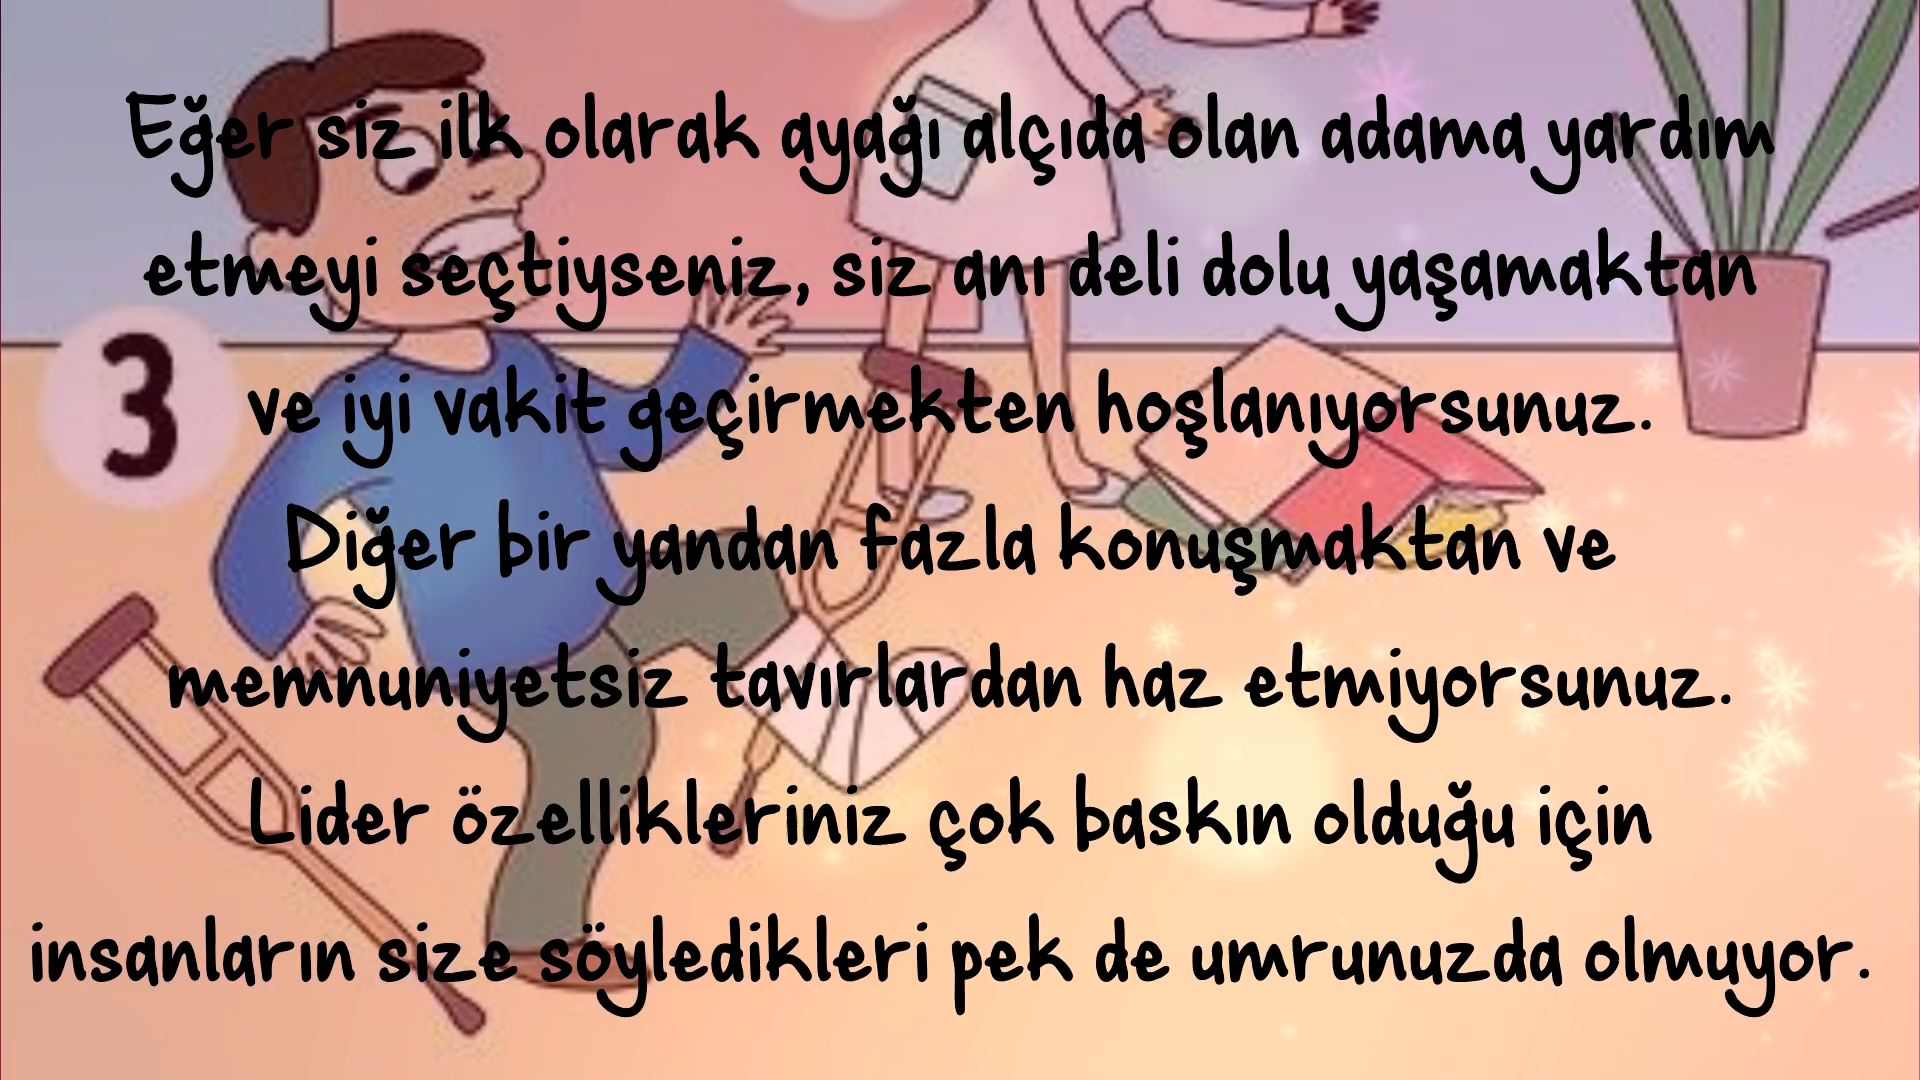 Eğer siz ilk olarak ayağı alçıda olan adama yardım
etmeyi seçtiyseniz, siz anı deli dolu yaşamaktan
3
ve iyi vakit geçirmekten hoşlanıyorsunuz.
Diğer bir yandan fazla konuşmaktan ve
memnuniyetsiz tavırlardan haz etmiyorsunuz.
Lider özellikleriniz çok baskın olduğu için
insanların size söyledikleri pek de umrunuzda olmuyor.